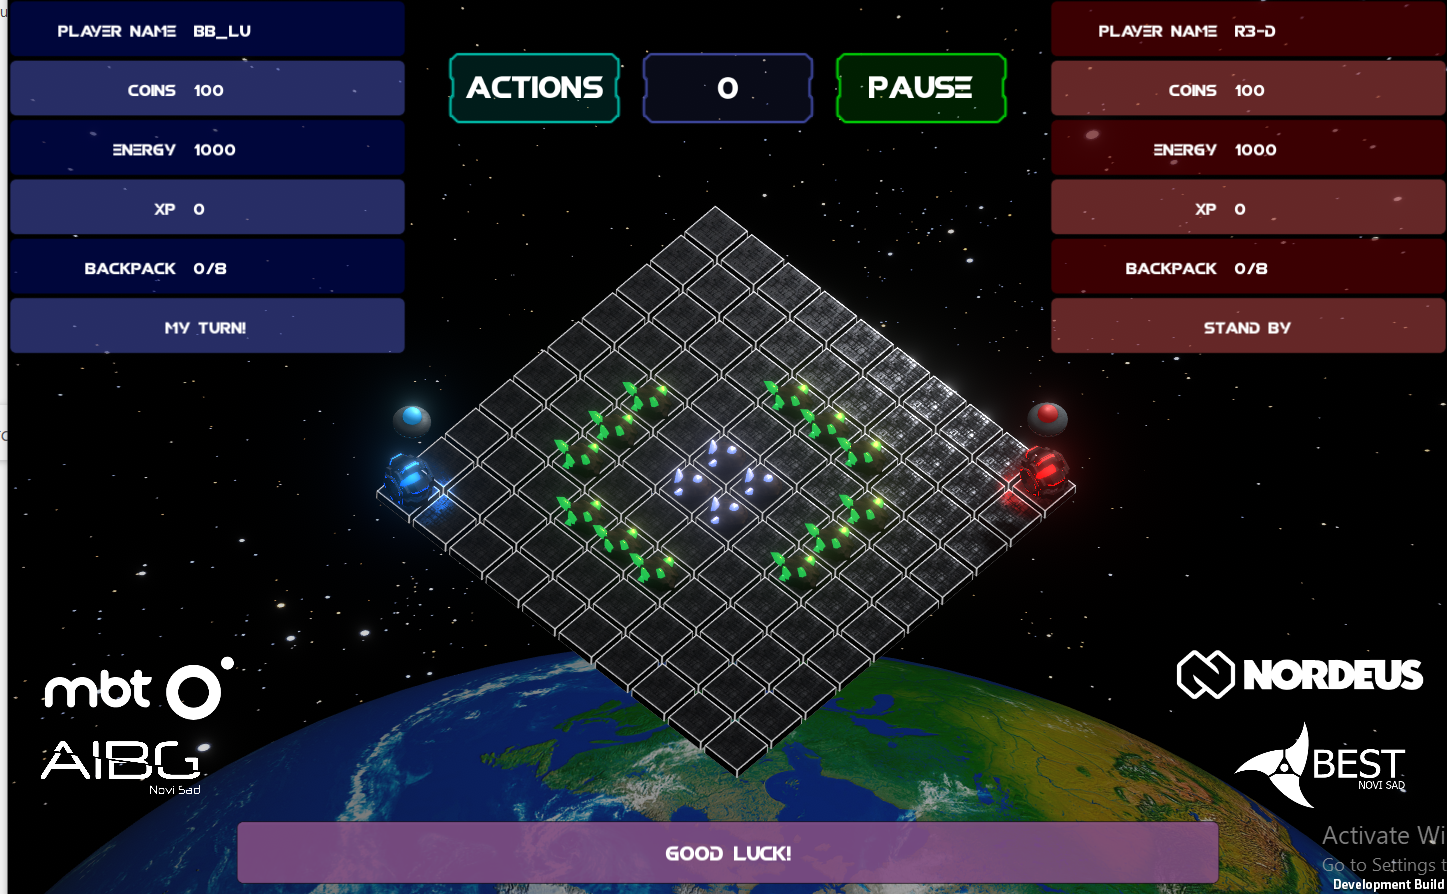 PLAYER NAME BB_LU
COINS 100
ENERGY 1000
XP 0
BACKPACK 0/8
MY TURN!
ACTIONS
0
PAUSE
PLAYER NAME R3-D
COINS 100
ENERGY 1000
XP 0
BACKPACK 0/8
STAND BY
mbt
AIBG
Novi Sad
NORDEUS
BEST
NOVI SAD
GOOD LUCK!
Activate Wi
Go to Settings t
Development Build